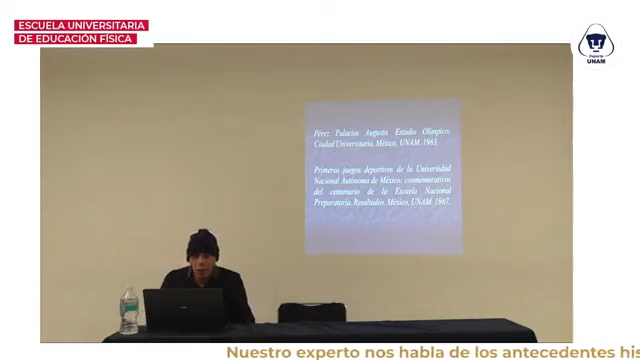 ESCUELA UNIVERSITARIA
DE EDUCACIÓN FÍSICA
Deporte
UNAM
Pérez Palacios Augusto, Estadio Olímpico,
Ciudad Universitaria, México, UNAM. 1963.
Primeros juegos deportivos de la Universidad
Nacional Autónoma de México: conmemorativos
del centenario de la Escuela Nacional
Preparatoria, Resultados. México, UNAM. 1967.
Nuestro experto nos habla de los antecedentes his